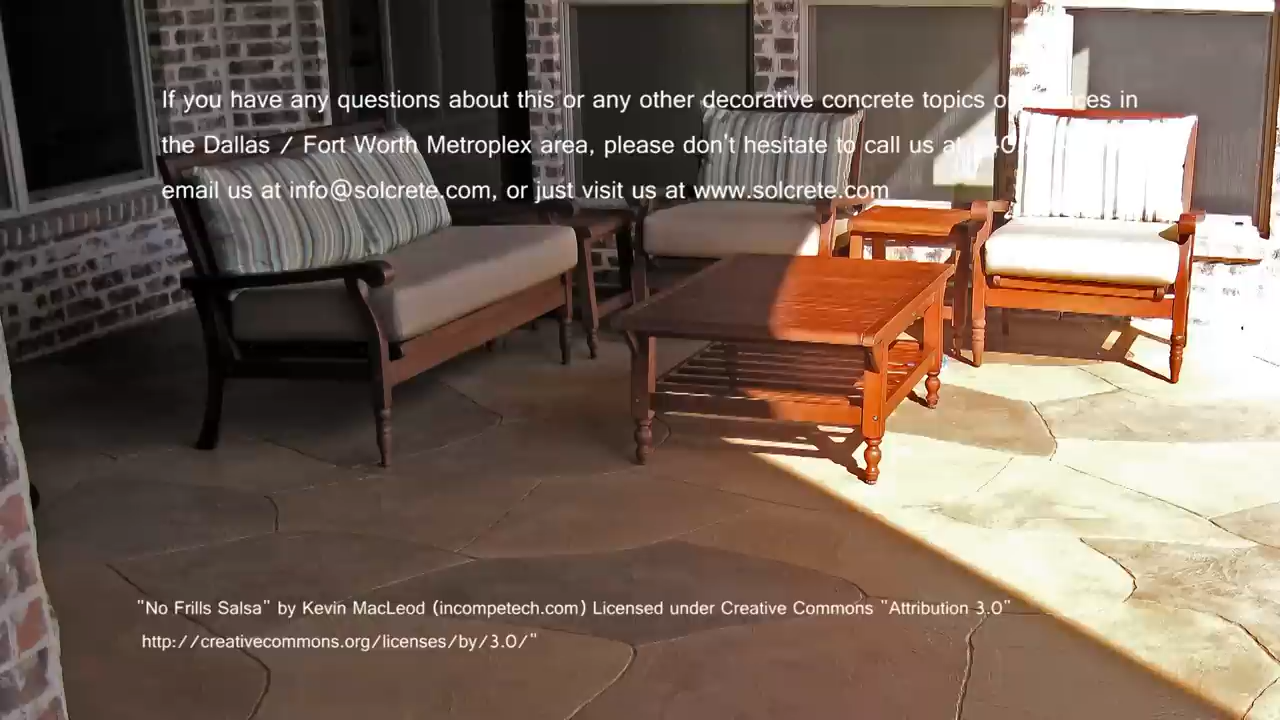 If you have any questions about this or any other decorative concrete topics in
the Dallas / Fort Worth Metroplex area, please don't hesitate to call us at
email us at info@solcrete.com, or just visit us at www.solcrete.com
"No Frills Salsa" by Kevin MacLeod (incompetech.com) Licensed under Creative Commons "Attribution 3.0"
http://creativecommons.org/licenses/by/3.0/"